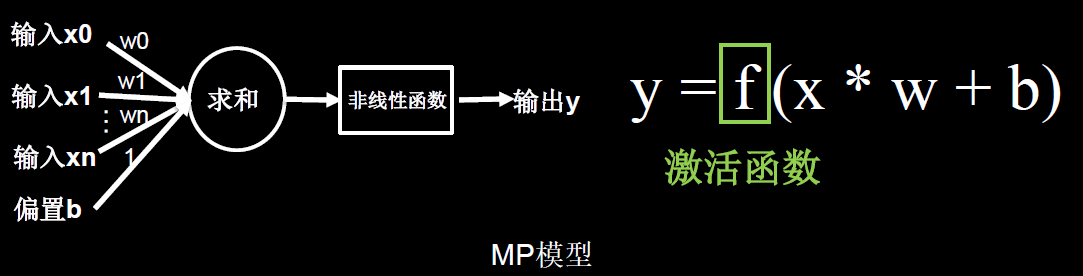 输入x0
w0
输入x1
w1
⋮
wn
输入xn
1
偏置b
求和
非线性函数
输出y
y = f (x * w + b)
激活函数
MP模型